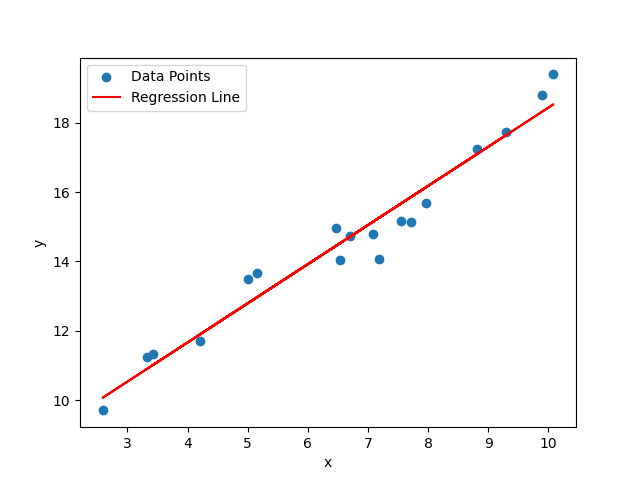 Data Points
Regression Line
18
16
14
12
10
y
3 4 5 6 7 8 9 10
x